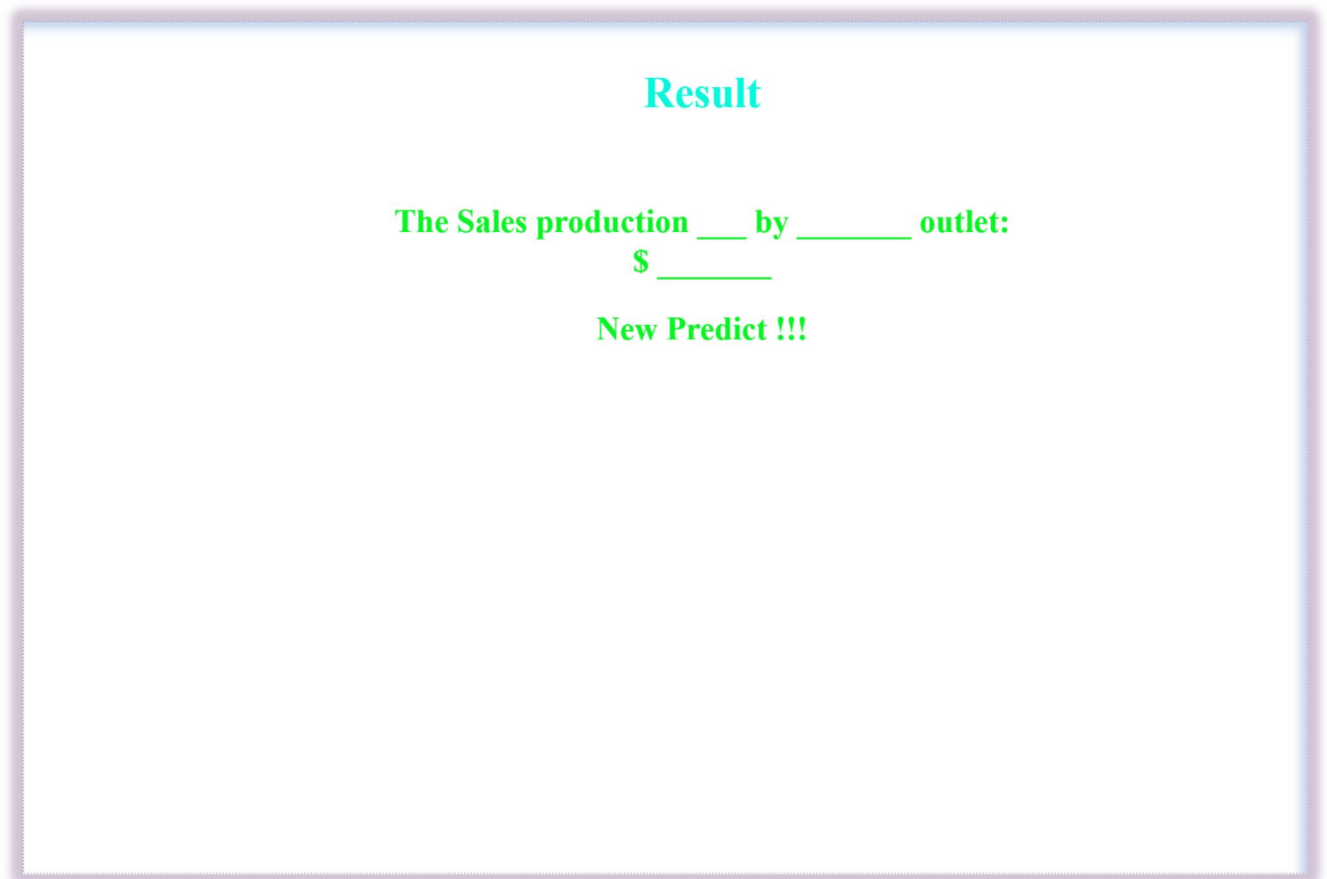 Result
The Sales production ___ by _______ outlet:
$ _______
New Predict !!!